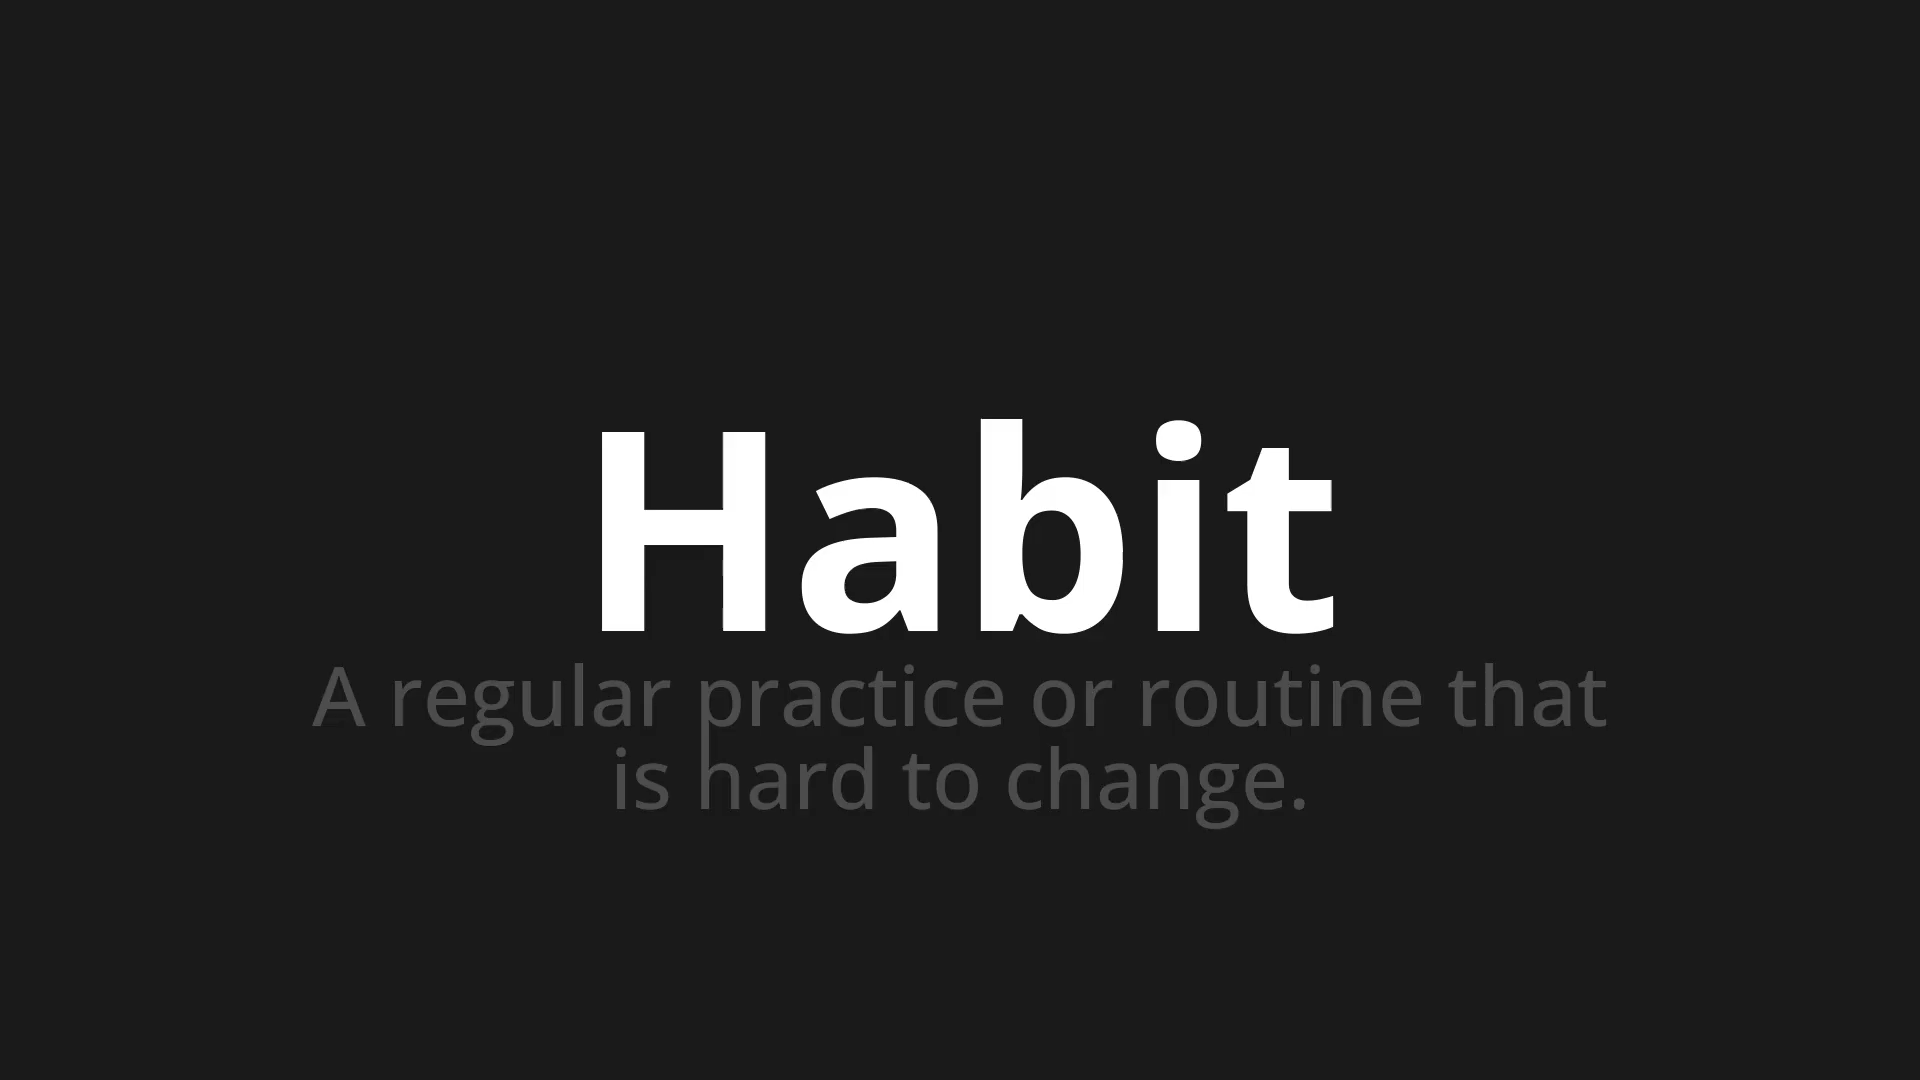 Habit
A regular practice or routine that
is hard to change.